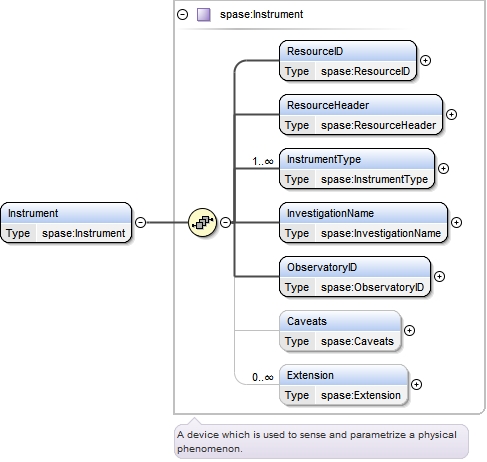 spase:Instrument
ResourceID
Type spase:ResourceID
ResourceHeader
Type spase:ResourceHeader
1..∞
InstrumentType
Type spase:InstrumentType
Instrument
Type spase:Instrument
InvestigationName
Type spase:InvestigationName
ObservatoryID
Type spase:ObservatoryID
Caveats
Type spase:Caveats
0..∞
Extension
Type spase:Extension
A device which is used to sense and parametrize a physical
phenomenon.